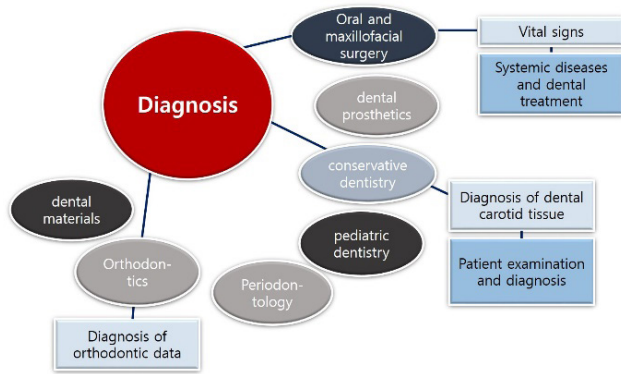 Oral and
maxillofacial
surgery
Vital signs
Systemic diseases
and dental
treatment
Diagnosis
dental
prosthetics
conservative
dentistry
Diagnosis of dental
carotid tissue
dental
materials
pediatric
dentistry
Patient examination
and diagnosis
Orthodon-
tics
Periodon-
tology
Diagnosis of
orthodontic data